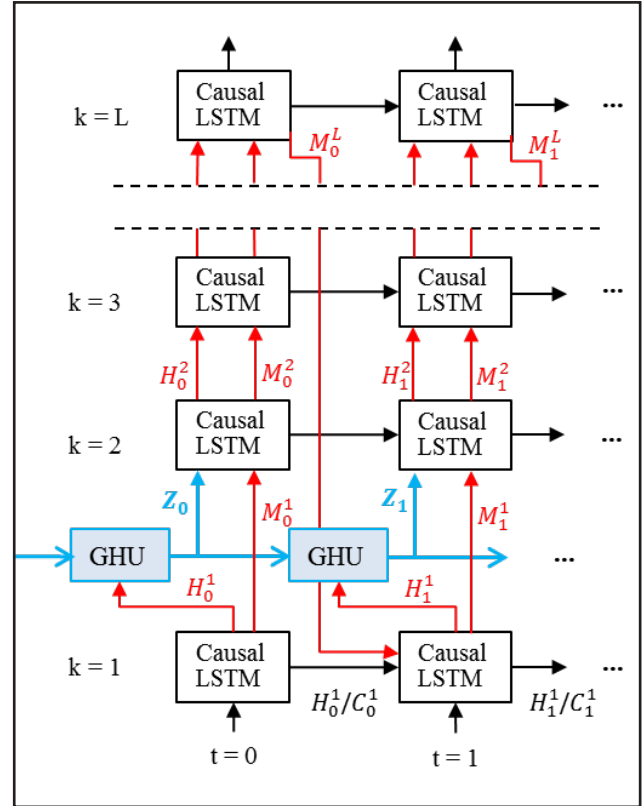 k = L
Causal
LSTM
Causal
LSTM
...
M_0^L
M_1^L
k = 3
Causal
LSTM
Causal
LSTM
...
H_0^2
M_0^2
H_1^2
M_1^2
k = 2
Causal
LSTM
Causal
LSTM
...
Z_0
M_0^1
Z_1
M_1^1
GHU
GHU
...
H_0^1
H_1^1
k = 1
Causal
LSTM
Causal
LSTM
...
H_0^1/C_0^1
H_1^1/C_1^1
t = 0
t = 1